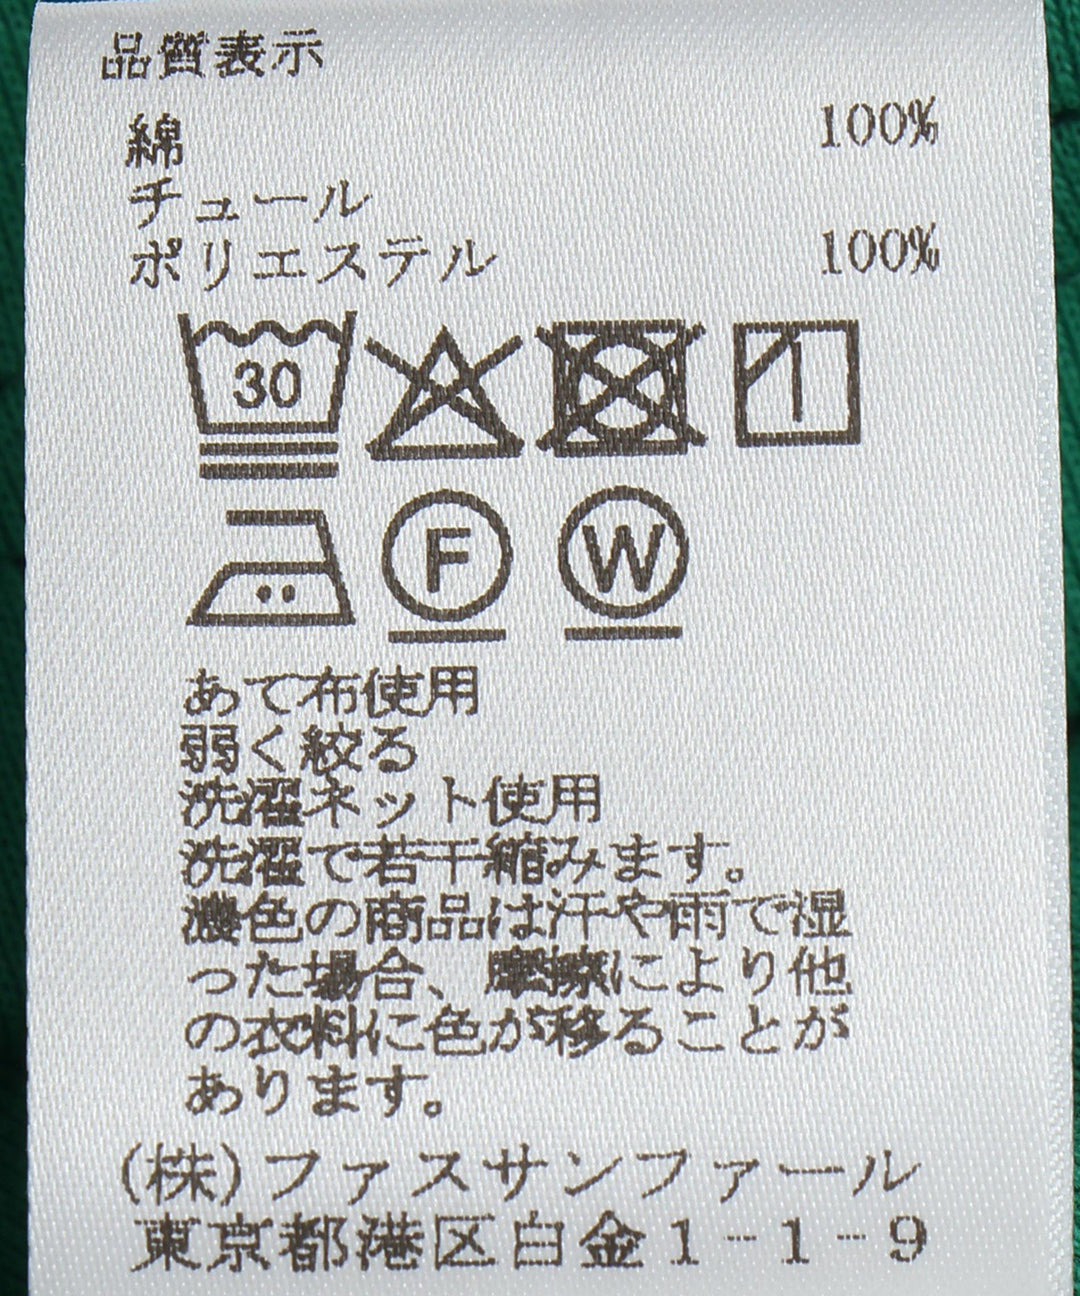 品質表示
綿 100%
チュール
ポリエステル 100%
30
F W
あて布使用
弱く絞る
洗濯ネット使用
洗濯で若干縮みます。
濃色の商品は汗や雨で湿
った場合、摩擦により他
の衣料に色が移ることが
あります。
(株)ファスサンファール
東京都港区白金1-1-9